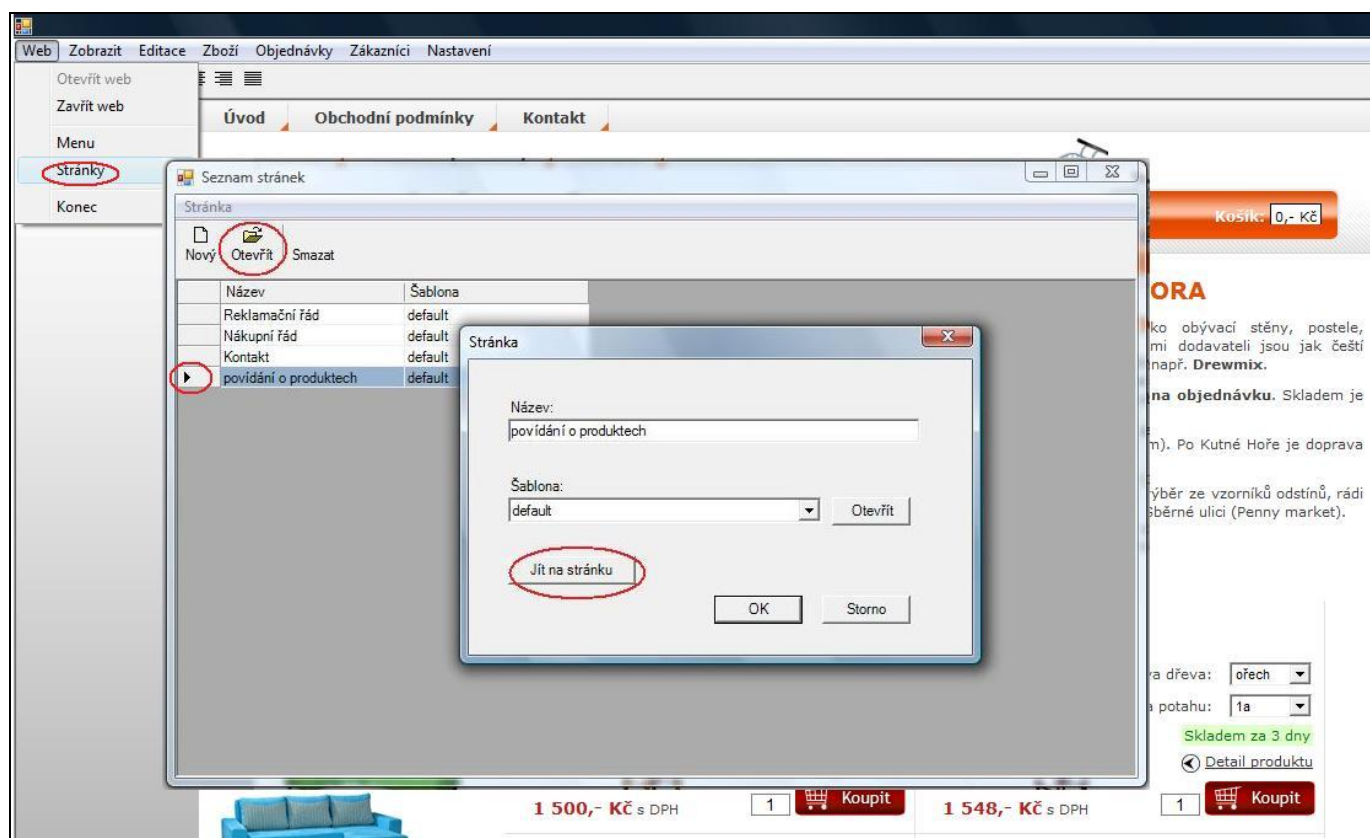 Web Zobrazit Editace Zboží Objednávky Zákazníci Nastavení
Otevřít web
Zavřít web
Menu
Stránky
Konec
Úvod Obchodní podmínky Kontakt
Seznam stránek
Stránka
Nový Otevřít Smazat
Název Šablona
Reklamační řád default
Nákupní řád default
Kontakt default
povídání o produktech default
Stránka
Název:
povídání o produktech
Šablona:
default Otevřít
Jít na stránku
OK Storno
Košík: 0,- Kč
ORA
ko obývací stěny, postele,
mi dodavateli jsou jak čeští
např. Drewmix.
na objednávku. Skladem je
m). Po Kutné Hoře je doprava
ýběr ze vzorníků odstínů, rádi
Sběrné ulici (Penny market).
va dřeva: ořech
a potahu: 1a
Skladem za 3 dny
Detail produktu
1 500,- Kč s DPH 1 Koupit 1 548,- Kč s DPH 1 Koupit